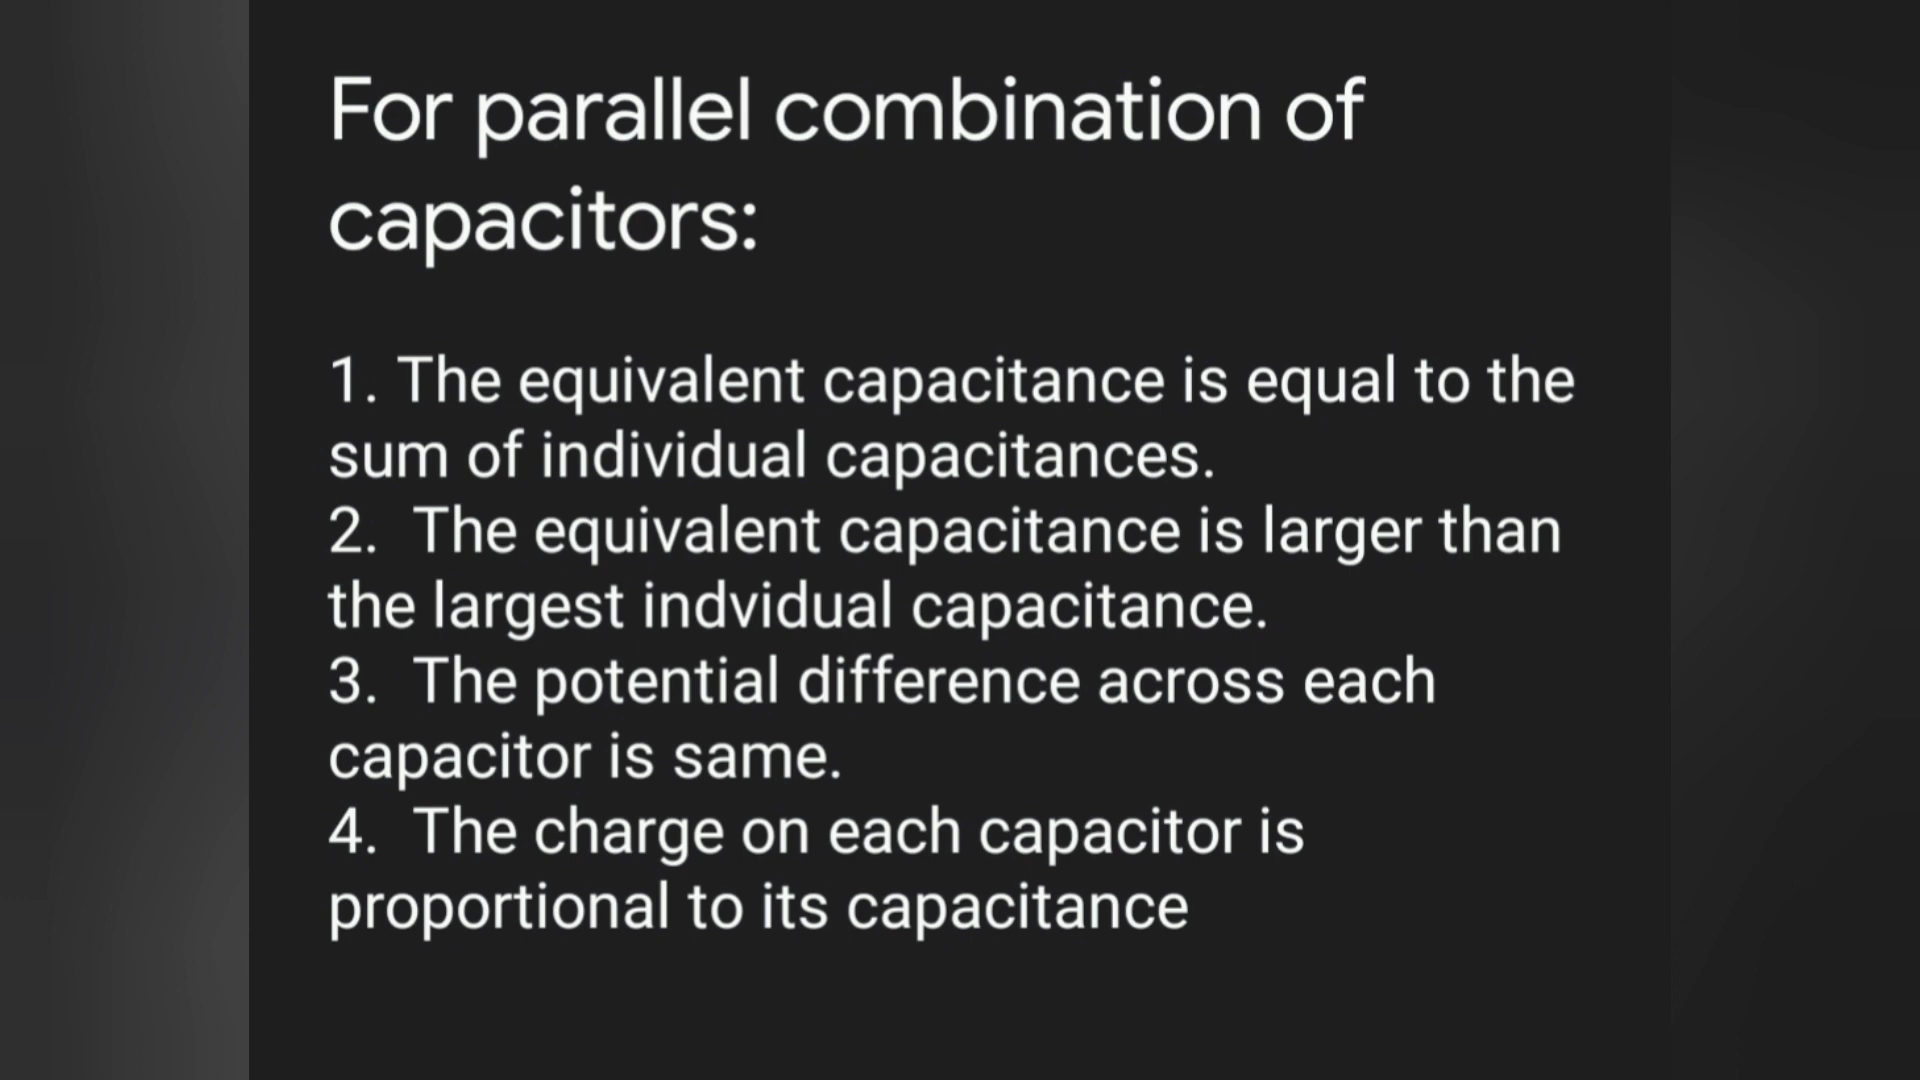 For parallel combination of
capacitors:
1. The equivalent capacitance is equal to the
sum of individual capacitances.
2. The equivalent capacitance is larger than
the largest indvidual capacitance.
3. The potential difference across each
capacitor is same.
4. The charge on each capacitor is
proportional to its capacitance